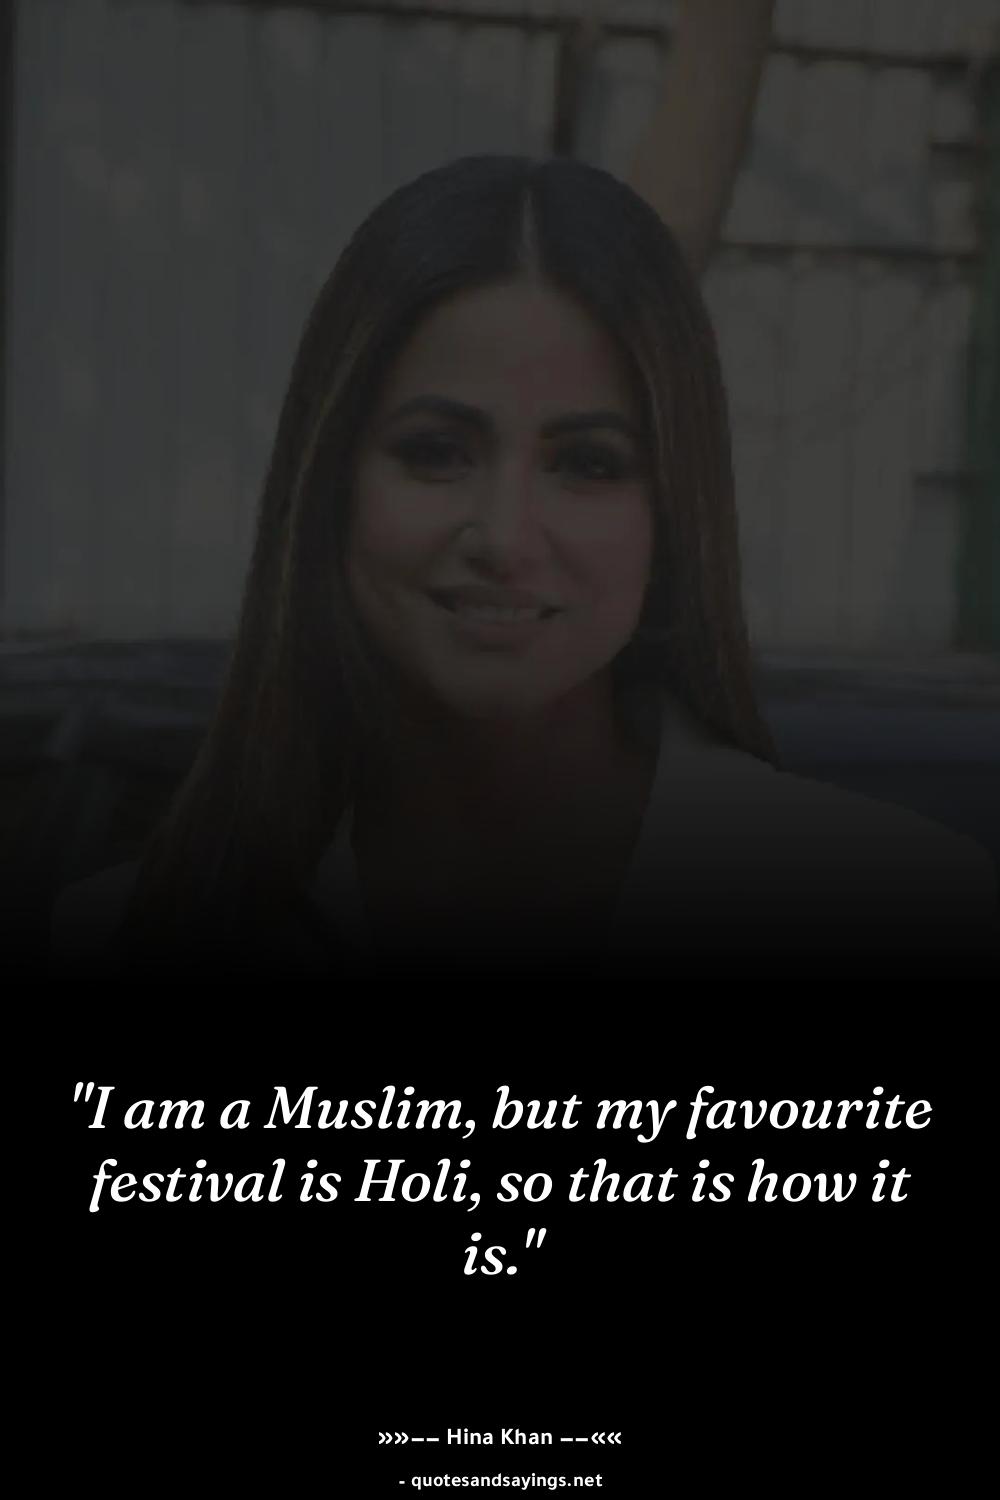 "I am a Muslim, but my favourite
festival is Holi, so that is how it
is."
»»−− Hina Khan −−««
- quotesandsayings.net